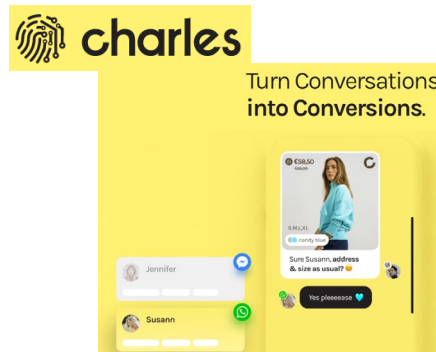 charles
Turn Conversations
into Conversions.
€58,50
S,M,L,XL
candy blue
Sure Susann, address
& size as usual? 😊
Jennifer
Yes pleeeease 🩵
Susann